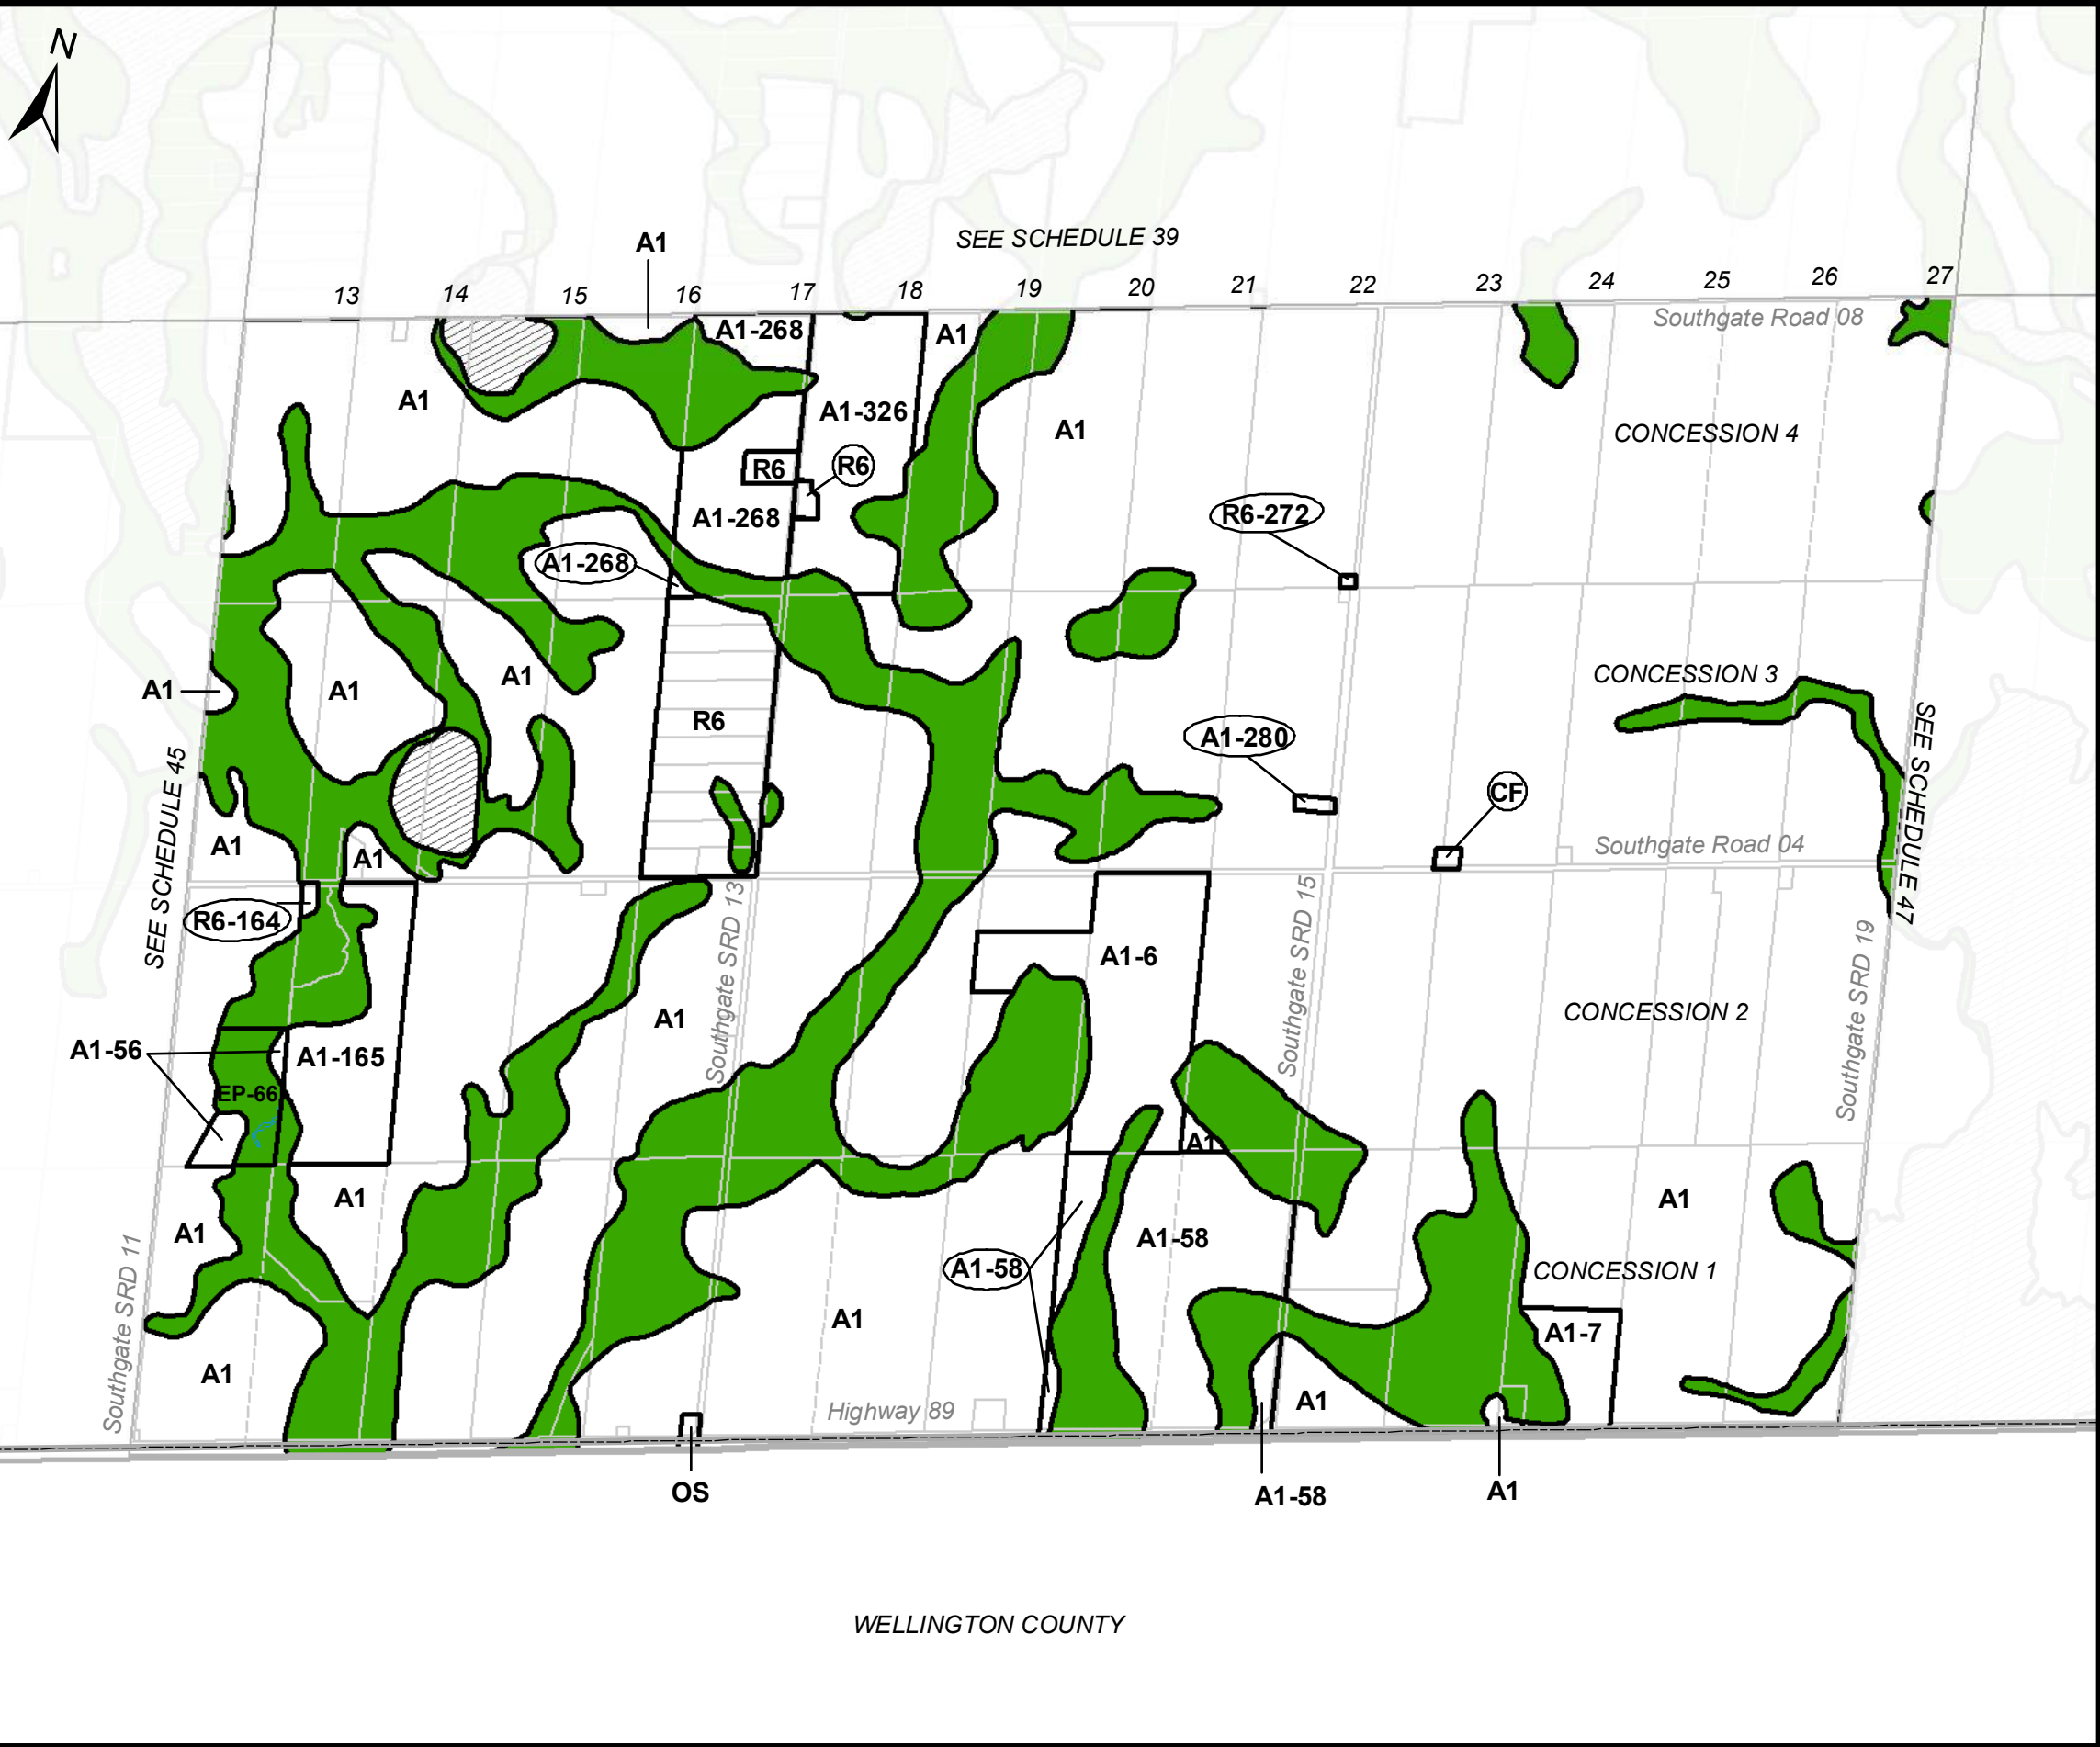 N
SEE SCHEDULE 39
A1
13
14
15
16
17
18
19
20
21
22
23
24
25
26
27
Southgate Road 08
A1-268
A1
A1
A1-326
A1
CONCESSION 4
R6
R6
A1-268
R6-272
A1-268
A1
A1
A1
CONCESSION 3
R6
A1-280
SEE SCHEDULE 45
SEE SCHEDULE 47
CF
A1
A1
Southgate Road 04
R6-164
Southgate SRD 13
Southgate SRD 15
Southgate SRD 19
A1-6
A1
CONCESSION 2
A1-56
A1-165
EP-66
A1
A1
A1
A1
A1-58
A1-58
CONCESSION 1
Southgate SRD 11
A1
A1-7
A1
A1
Highway 89
OS
A1-58
A1
WELLINGTON COUNTY